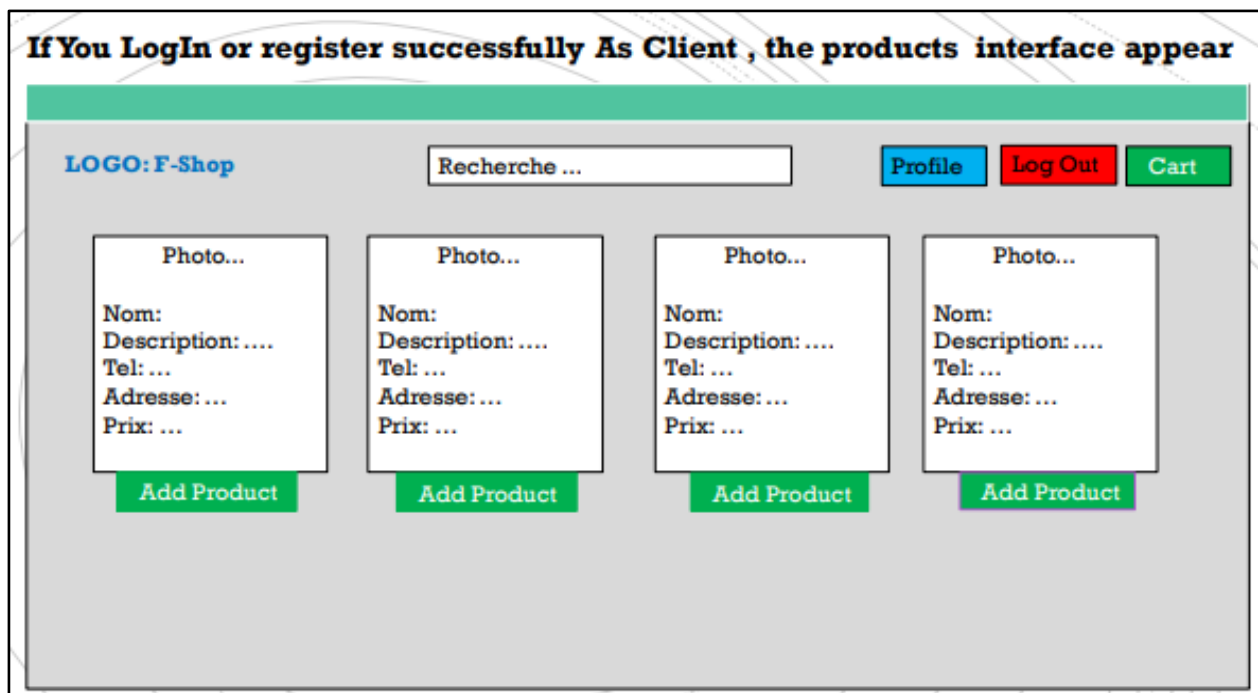 If You LogIn or register successfully As Client , the products interface appear
LOGO: F-Shop
Recherche ...
Profile
Log Out
Cart
Photo...
Nom:
Description: ....
Tel: ...
Adresse: ...
Prix: ...
Add Product
Photo...
Nom:
Description: ....
Tel: ...
Adresse: ...
Prix: ...
Add Product
Photo...
Nom:
Description: ....
Tel: ...
Adresse: ...
Prix: ...
Add Product
Photo...
Nom:
Description: ....
Tel: ...
Adresse: ...
Prix: ...
Add Product